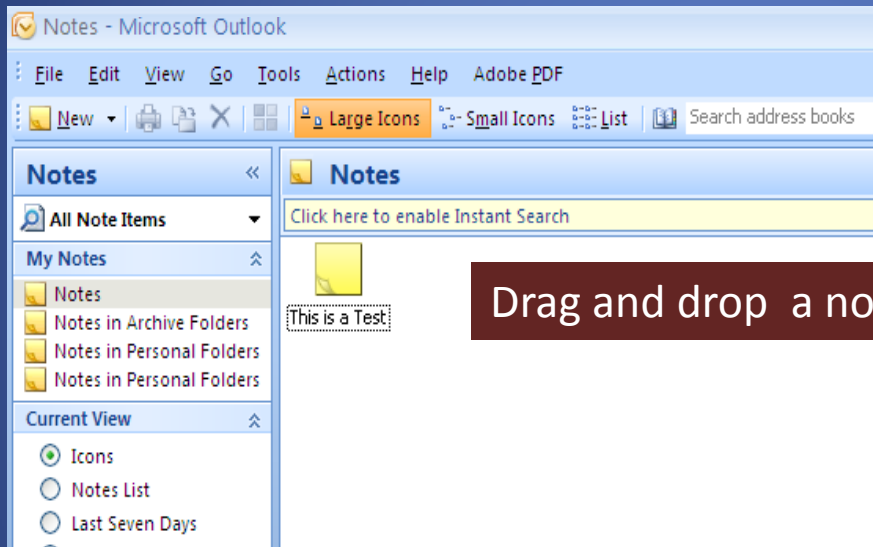 Notes - Microsoft Outlook
File Edit View Go Tools Actions Help Adobe PDF
New Large Icons Small Icons List Search address books
Notes
All Note Items
My Notes
Notes
Notes in Archive Folders
Notes in Personal Folders
Notes in Personal Folders
Current View
Icons
Notes List
Last Seven Days
Notes
Click here to enable Instant Search
This is a Test
Drag and drop a no